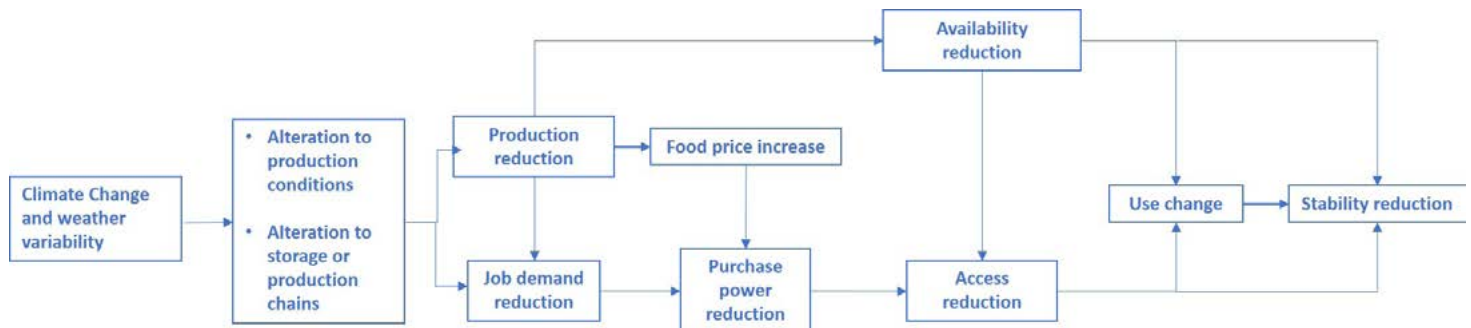 Climate Change
and weather
variability
• Alteration to
production
conditions
• Alteration to
storage or
production
chains
Production
reduction
Job demand
reduction
Food price increase
Purchase
power
reduction
Availability
reduction
Access
reduction
Use change
Stability reduction